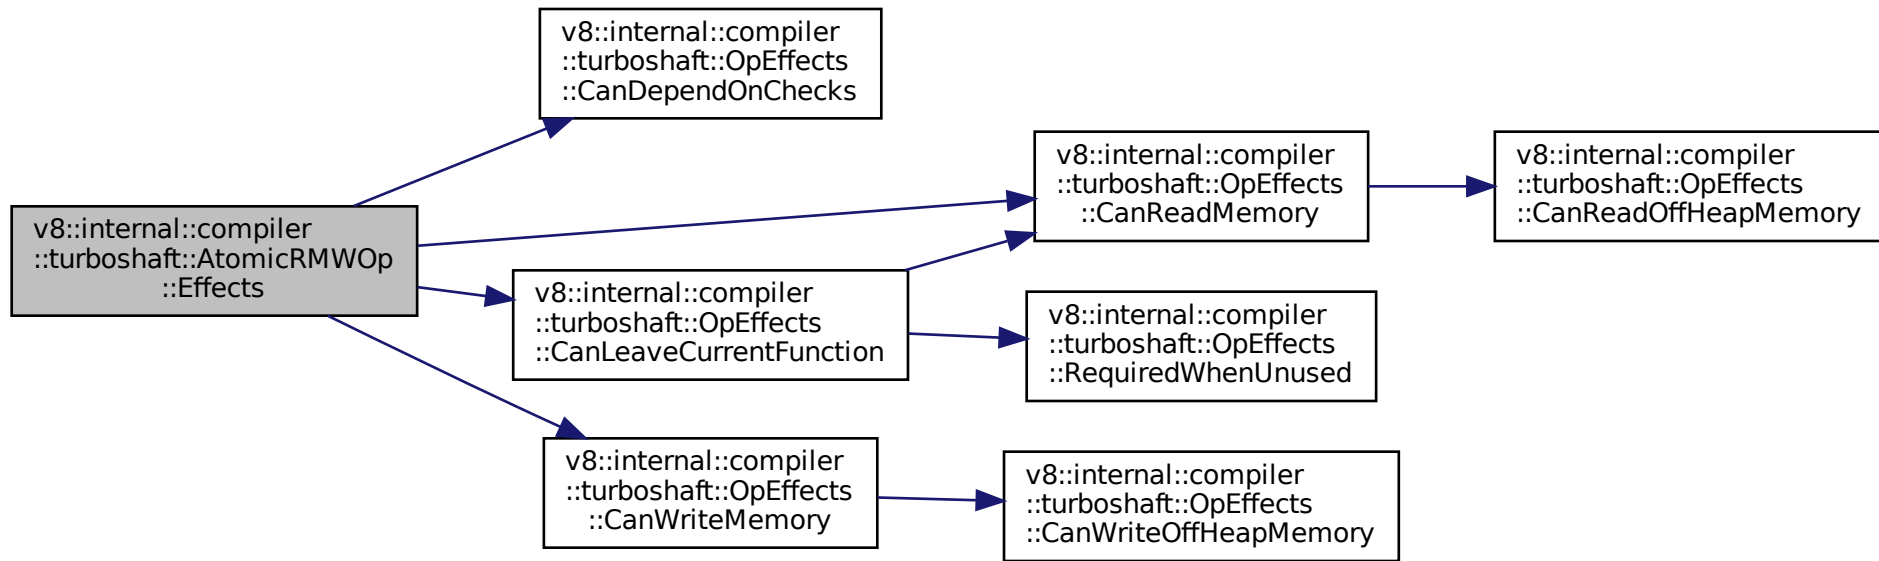 v8::internal::compiler
::turboshaft::AtomicRMWOp
::Effects
v8::internal::compiler
::turboshaft::OpEffects
::CanDependOnChecks
v8::internal::compiler
::turboshaft::OpEffects
::CanLeaveCurrentFunction
v8::internal::compiler
::turboshaft::OpEffects
::CanWriteMemory
v8::internal::compiler
::turboshaft::OpEffects
::CanReadMemory
v8::internal::compiler
::turboshaft::OpEffects
::RequiredWhenUnused
v8::internal::compiler
::turboshaft::OpEffects
::CanWriteOffHeapMemory
v8::internal::compiler
::turboshaft::OpEffects
::CanReadOffHeapMemory